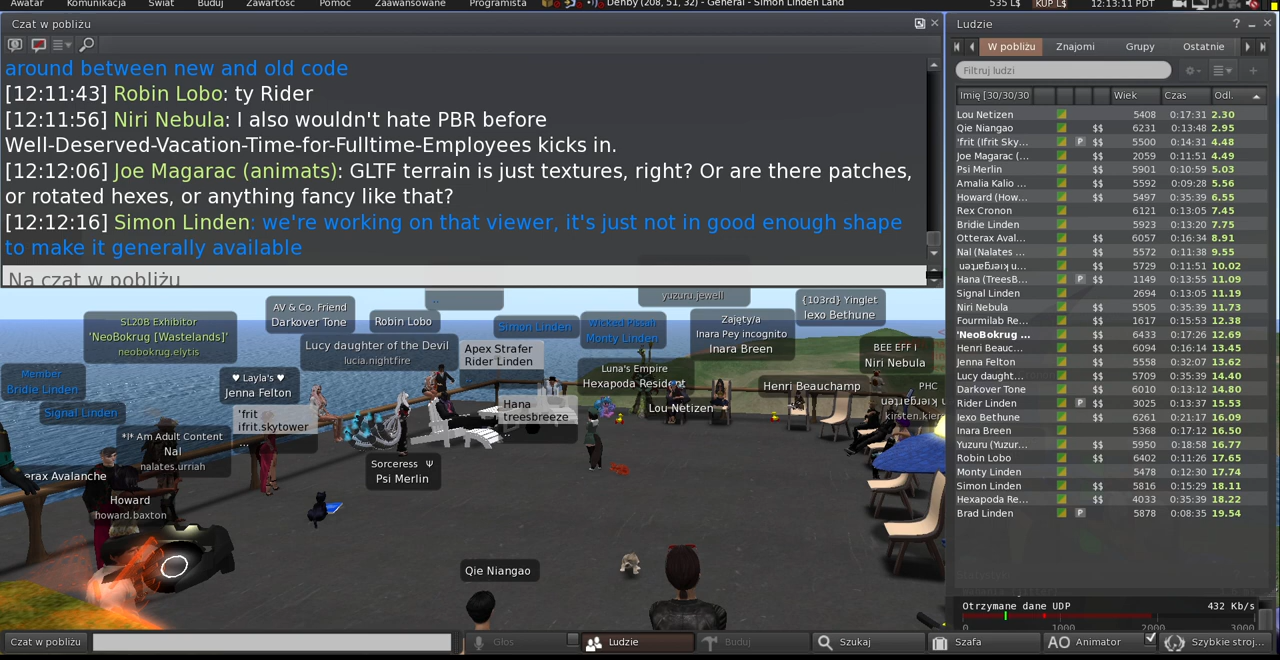 Awatar Komunikacja Świat Buduj Zawartość Pomoc Zaawansowane Programista Denby (208, 51, 32) - General - Simon Linden Land 535 L$ KUP L$ 12:13:11 PDT
Czat w pobliżu
around between new and old code
[12:11:43] Robin Lobo: ty Rider
[12:11:56] Niri Nebula: I also wouldn't hate PBR before
Well-Deserved-Vacation-Time-for-Fulltime-Employees kicks in.
[12:12:06] Joe Magarac (animats): GLTF terrain is just textures, right? Or are there patches,
or rotated hexes, or anything fancy like that?
[12:12:16] Simon Linden: we're working on that viewer, it's just not in good enough shape
to make it generally available
Na czat w pobliżu
yuzuru.jewell
{103rd} Yinglet
Iexo Bethune
AV & Co. Friend
Darkover Tone
Robin Lobo
SL20B Exhibitor
'NeoBokrug [Wastelands]'
neobokrug.elytis
Simon Linden
Wicked Pissah
Monty Linden
Zajęty/a
Inara Pey incognito
Inara Breen
Lucy daughter of the Devil
lucia.nightfire
Apex Strafer
Rider Linden
BEE EFF I
Niri Nebula
Member
Bridie Linden
♥ Layla's ♥
Jenna Felton
Luna's Empire
Hexapoda Resident
Henri Beauchamp
PHC
kirsten.kier
Signal Linden
'frit
ifrit.skytower
...
Hana
treesbreeze
..
Lou Netizen
*I* Am Adult Content
Nal
nalates.urriah
Sorceress Ψ
Psi Merlin
erax Avalanche
Howard
howard.baxton
Qie Niangao
Czat w pobliżu Głos Ludzie Buduj Szukaj Szafa AO Animator Szybkie stroj...
Ludzie
W pobliżu Znajomi Grupy Ostatnie
Filtruj ludzi
Imię [30/30/30 Wiek Czas Odl.
Lou Netizen 5408 0:17:31 2.30
Qie Niangao $$ 6231 0:13:48 2.95
'frit (Ifrit Sky... P $$ 5500 0:14:31 4.48
Joe Magarac (... $$ 2059 0:11:51 4.49
Psi Merlin $$ 5901 0:10:59 5.03
Amalia Kalio ... $$ 5592 0:09:28 5.56
Howard (How... $$ 5497 0:35:39 6.55
Rex Cronon 6121 0:13:05 7.45
Bridie Linden 5923 0:13:20 7.75
Otterax Aval... $$ 6057 0:16:34 8.91
Nal (Nalates ... $$ 5572 0:11:38 9.55
$$ 5729 0:11:51 10.02
Hana (TreesB... P $$ 1149 0:13:55 11.09
Signal Linden 2694 0:13:05 11.19
Niri Nebula $$ 5505 0:35:39 11.73
Fourmilab Re... $$ 1617 0:15:53 12.38
'NeoBokrug ... $$ 6433 0:17:26 12.69
Henri Beauc... $$ 6094 0:16:14 13.45
Jenna Felton $$ 5558 0:32:07 13.62
Lucy daught... $$ 5709 0:35:39 14.40
Darkover Tone $$ 6010 0:13:12 14.80
Rider Linden P $$ 3025 0:13:37 15.53
Iexo Bethune $$ 6261 0:21:17 16.09
Inara Breen 5368 0:17:12 16.50
Yuzuru (Yuzur... $$ 5950 0:18:58 16.77
Robin Lobo $$ 6402 0:11:26 17.65
Monty Linden 5478 0:12:30 17.74
Simon Linden $$ 5816 0:15:29 18.11
Hexapoda Re... $$ 4033 0:35:39 18.22
Brad Linden P 5878 0:08:35 19.54
Otrzymane dane UDP 432 Kb/s
0 1000 2000 3000